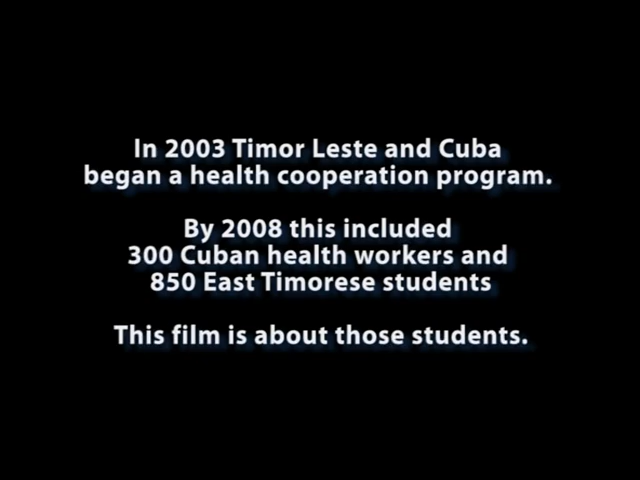 In 2003 Timor Leste and Cuba
began a health cooperation program.
By 2008 this included
300 Cuban health workers and
850 East Timorese students
This film is about those students.